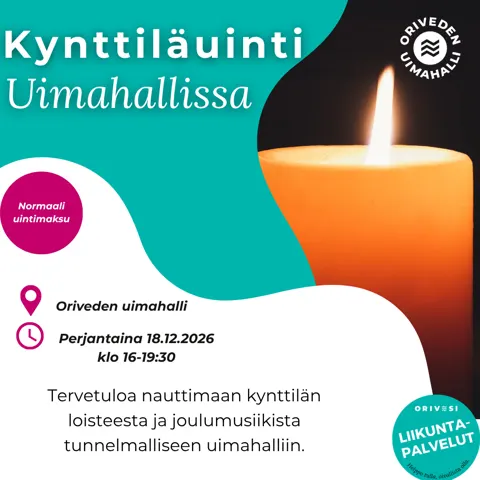 Kynttiläuinti
Uimahallissa
ORIVEDEN
UIMAHALLI
Normaali
uintimaksu
Oriveden uimahalli
Perjantaina 18.12.2026
klo 16-19:30
Tervetuloa nauttimaan kynttilän
loisteesta ja joulumusiikista
tunnelmalliseen uimahalliin.
ORIVESI
LIIKUNTA-
PALVELUT